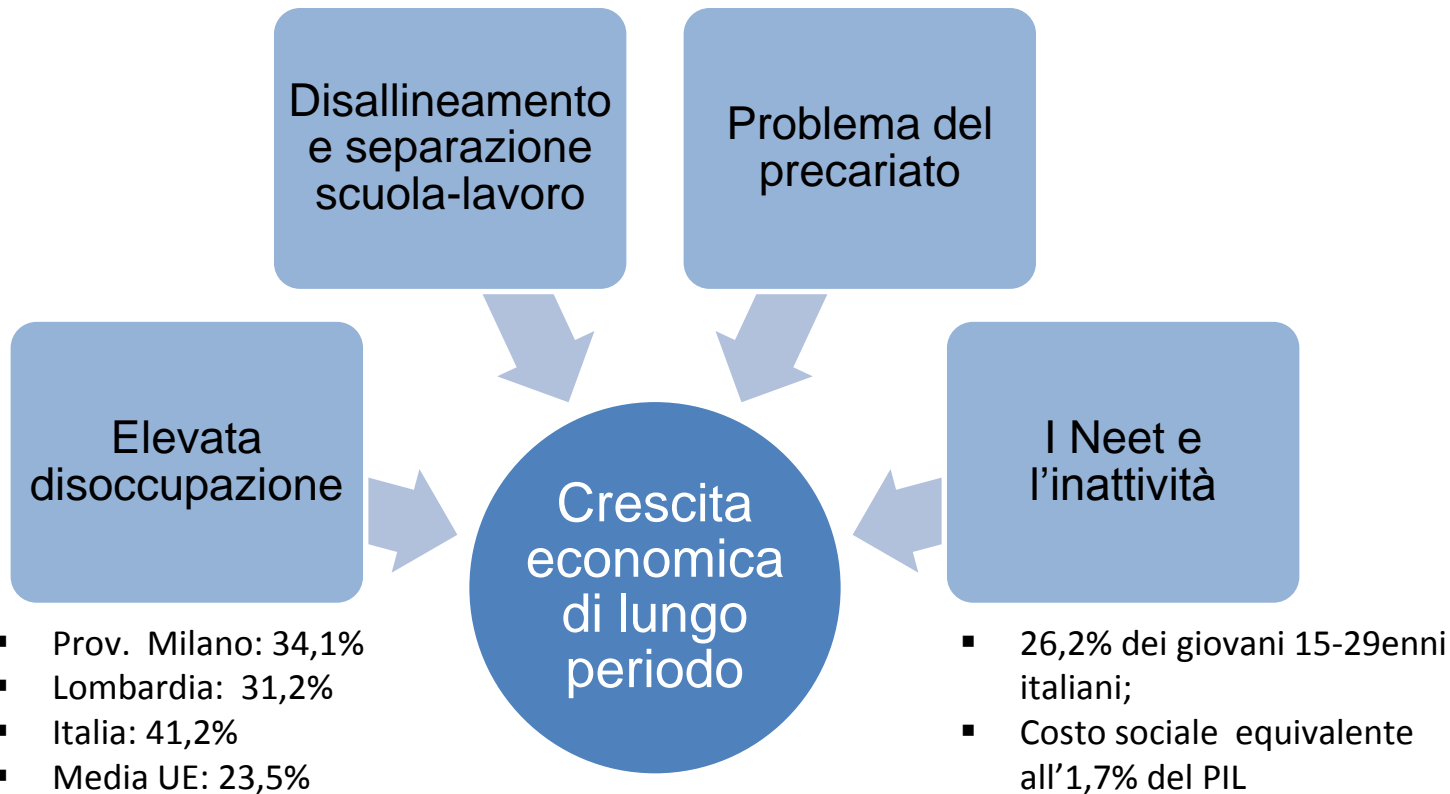 Disallineamento
e separazione
scuola-lavoro
Problema del
precariato
Elevata
disoccupazione
I Neet e
l’inattività
Crescita
economica
di lungo
periodo
▪ Prov. Milano: 34,1%
▪ Lombardia: 31,2%
▪ Italia: 41,2%
▪ Media UE: 23,5%
▪ 26,2% dei giovani 15-29enni
italiani;
▪ Costo sociale equivalente
all’1,7% del PIL